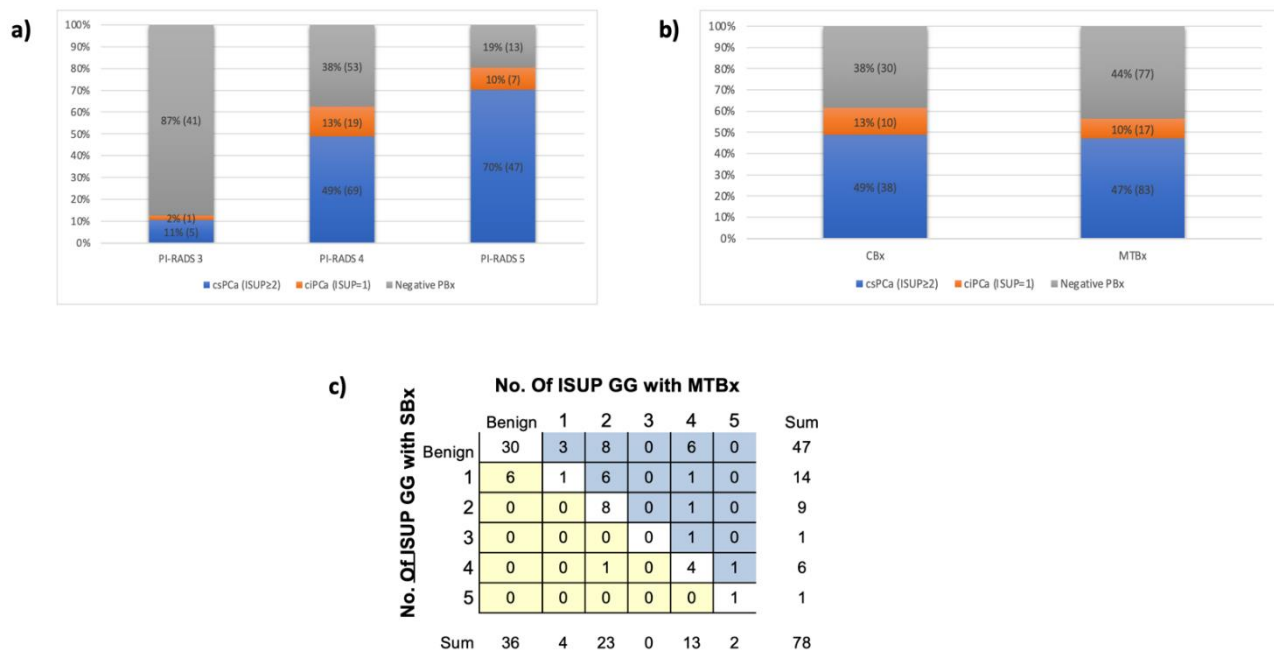 a)
100%
90%
80%
70%
60%
50%
40%
30%
20%
10%
0%
87% (41)
2% (1)
11% (5)
38% (53)
13% (19)
49% (69)
19% (13)
10% (7)
70% (47)
PI-RADS 3 PI-RADS 4 PI-RADS 5
csPCa (ISUP≥2) ciPCa (ISUP=1) Negative PBx
b)
100%
90%
80%
70%
60%
50%
40%
30%
20%
10%
0%
38% (30)
13% (10)
49% (38)
44% (77)
10% (17)
47% (83)
CBx MTBx
csPCa (ISUP≥2) ciPCa (ISUP=1) Negative PBx
c)
No. Of ISUP GG with MTBx
No. Of ISUP GG with SBx
Benign 1 2 3 4 5 Sum
Benign 30 3 8 0 6 0 47
1 6 1 6 0 1 0 14
2 0 0 8 0 1 0 9
3 0 0 0 0 1 0 1
4 0 0 1 0 4 1 6
5 0 0 0 0 0 1 1
Sum 36 4 23 0 13 2 78